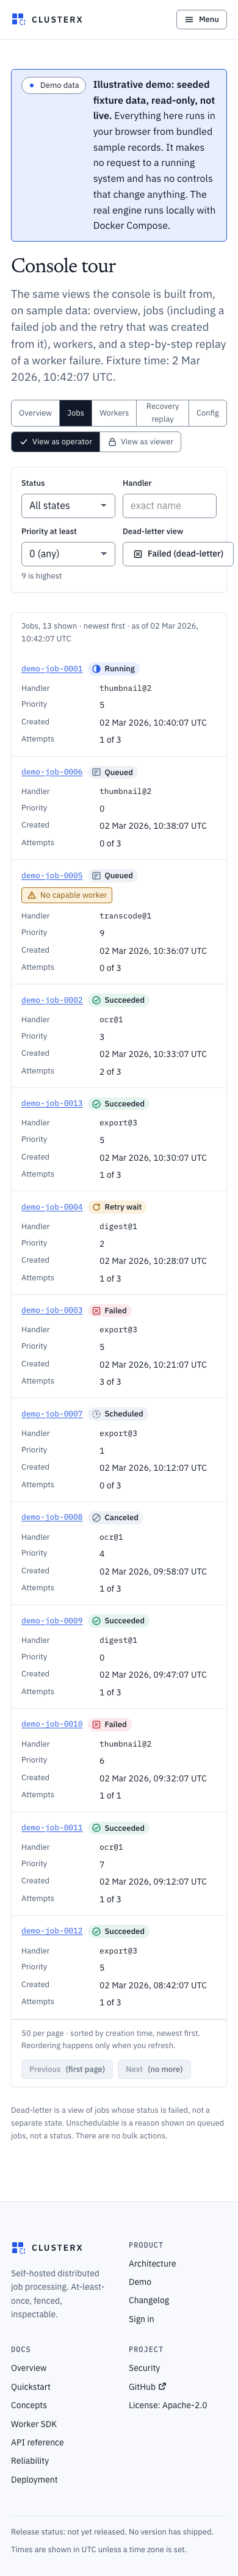 CLUSTERX
Menu
Demo data
Illustrative demo: seeded
fixture data, read-only, not
live. Everything here runs in
your browser from bundled
sample records. It makes
no request to a running
system and has no controls
that change anything. The
real engine runs locally with
Docker Compose.
Console tour
The same views the console is built from,
on sample data: overview, jobs (including a
failed job and the retry that was created
from it), workers, and a step-by-step replay
of a worker failure. Fixture time: 2 Mar
2026, 10:42:07 UTC.
Overview
Jobs
Workers
Recovery
replay
Config
View as operator
View as viewer
Status
Handler
All states
exact name
Priority at least
Dead-letter view
0 (any)
Failed (dead-letter)
9 is highest
Jobs, 13 shown · newest first · as of 02 Mar 2026,
10:42:07 UTC
demo-job-0001 Running
Handler thumbnail@2
Priority 5
Created 02 Mar 2026, 10:40:07 UTC
Attempts 1 of 3
demo-job-0006 Queued
Handler thumbnail@2
Priority 0
Created 02 Mar 2026, 10:38:07 UTC
Attempts 0 of 3
demo-job-0005 Queued
No capable worker
Handler transcode@1
Priority 9
Created 02 Mar 2026, 10:36:07 UTC
Attempts 0 of 3
demo-job-0002 Succeeded
Handler ocr@1
Priority 3
Created 02 Mar 2026, 10:33:07 UTC
Attempts 2 of 3
demo-job-0013 Succeeded
Handler export@3
Priority 5
Created 02 Mar 2026, 10:30:07 UTC
Attempts 1 of 3
demo-job-0004 Retry wait
Handler digest@1
Priority 2
Created 02 Mar 2026, 10:28:07 UTC
Attempts 1 of 3
demo-job-0003 Failed
Handler export@3
Priority 5
Created 02 Mar 2026, 10:21:07 UTC
Attempts 3 of 3
demo-job-0007 Scheduled
Handler export@3
Priority 1
Created 02 Mar 2026, 10:12:07 UTC
Attempts 0 of 3
demo-job-0008 Canceled
Handler ocr@1
Priority 4
Created 02 Mar 2026, 09:58:07 UTC
Attempts 1 of 3
demo-job-0009 Succeeded
Handler digest@1
Priority 0
Created 02 Mar 2026, 09:47:07 UTC
Attempts 1 of 3
demo-job-0010 Failed
Handler thumbnail@2
Priority 6
Created 02 Mar 2026, 09:32:07 UTC
Attempts 1 of 1
demo-job-0011 Succeeded
Handler ocr@1
Priority 7
Created 02 Mar 2026, 09:12:07 UTC
Attempts 1 of 3
demo-job-0012 Succeeded
Handler export@3
Priority 5
Created 02 Mar 2026, 08:42:07 UTC
Attempts 1 of 3
50 per page · sorted by creation time, newest first.
Reordering happens only when you refresh.
Previous (first page)
Next (no more)
Dead-letter is a view of jobs whose status is failed, not a
separate state. Unschedulable is a reason shown on queued
jobs, not a status. There are no bulk actions.
CLUSTERX
Self-hosted distributed
job processing. At-least-
once, fenced,
inspectable.
PRODUCT
Architecture
Demo
Changelog
Sign in
DOCS
Overview
Quickstart
Concepts
Worker SDK
API reference
Reliability
Deployment
PROJECT
Security
GitHub
License: Apache-2.0
Release status: not yet released. No version has shipped.
Times are shown in UTC unless a time zone is set.